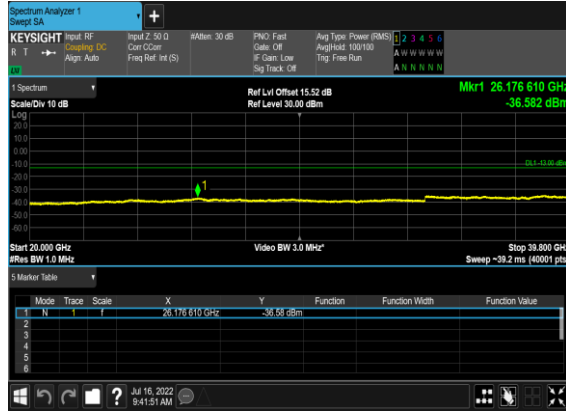 Spectrum Analyzer 1
Swept SA
KEYSIGHT
R T
Input: RF
Coupling: DC
Align: Auto
Input Z: 50 Ω
Corr CCorr
Freq Ref: Int (S)
#Atten: 30 dB
PNO: Fast
Gate: Off
IF Gain: Low
Sig Track: Off
Avg Type: Power (RMS)
Avg|Hold: 100/100
Trig: Free Run
1 2 3 4 5 6
A W W W W W
A N N N N N
1 Spectrum
Scale/Div 10 dB
Ref Lvl Offset 15.52 dB
Ref Level 30.00 dBm
Mkr1 26.176 610 GHz
-36.582 dBm
Log
20.0
10.0
0.00
-10.0
-20.0
-30.0
-40.0
-50.0
-60.0
DL1 -13.00 dBm
1
Start 20.000 GHz
#Res BW 1.0 MHz
Video BW 3.0 MHz*
Stop 39.800 GHz
Sweep ~39.2 ms (40001 pts)
5 Marker Table
Mode Trace Scale X Y Function Function Width Function Value
1 N 1 f 26.176 610 GHz -36.58 dBm
2
3
4
5
6
?
Jul 16, 2022
9:41:51 AM